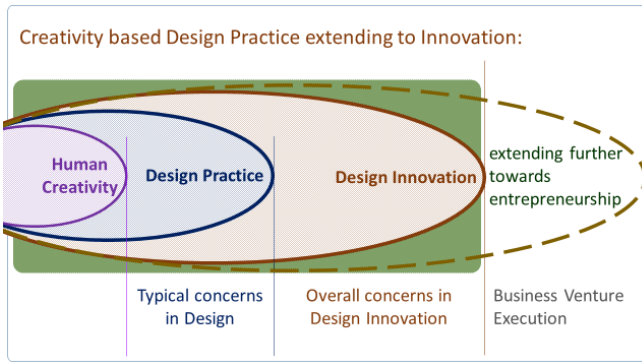 Creativity based Design Practice extending to Innovation:
Human
Creativity
Design Practice
Design Innovation
extending further
towards
entrepreneurship
Typical concerns
in Design
Overall concerns in
Design Innovation
Business Venture
Execution